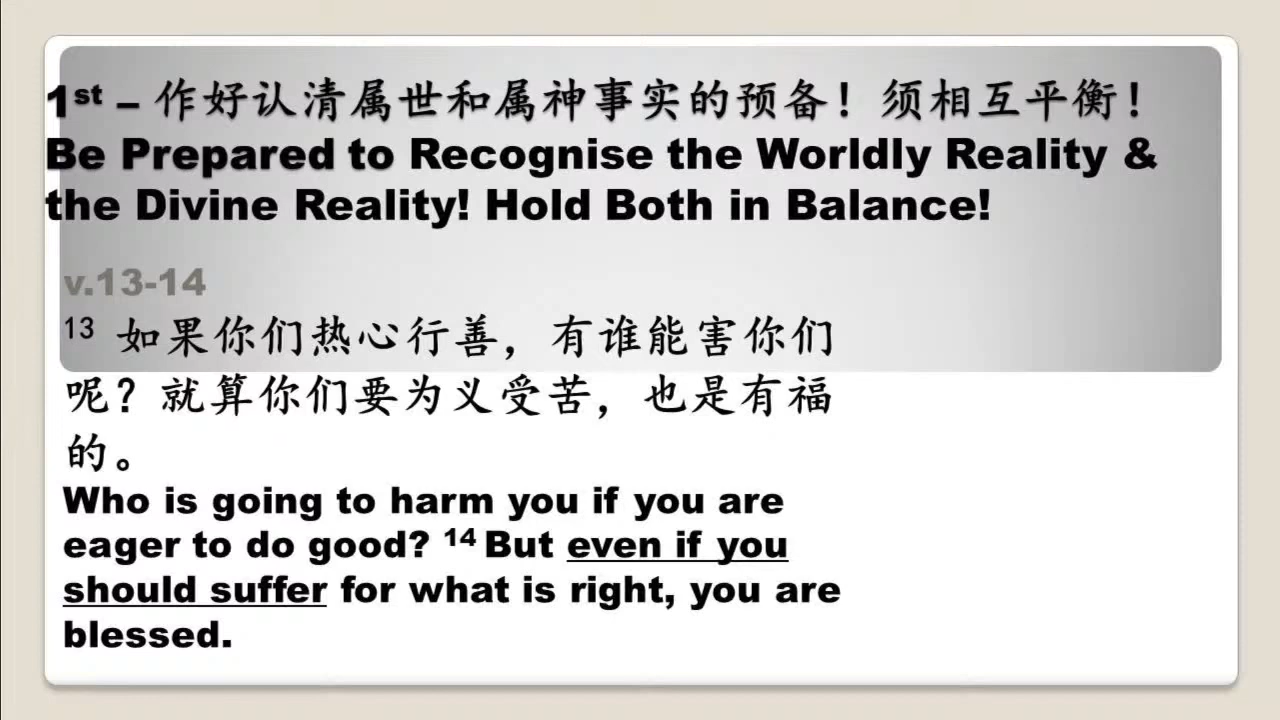 1st – 作好认清属世和属神事实的预备！须相互平衡！
Be Prepared to Recognise the Worldly Reality &
the Divine Reality! Hold Both in Balance!
v.13-14
13 如果你们热心行善，有谁能害你们
呢？就算你们要为义受苦，也是有福
的。
Who is going to harm you if you are
eager to do good? 14 But even if you
should suffer for what is right, you are
blessed.